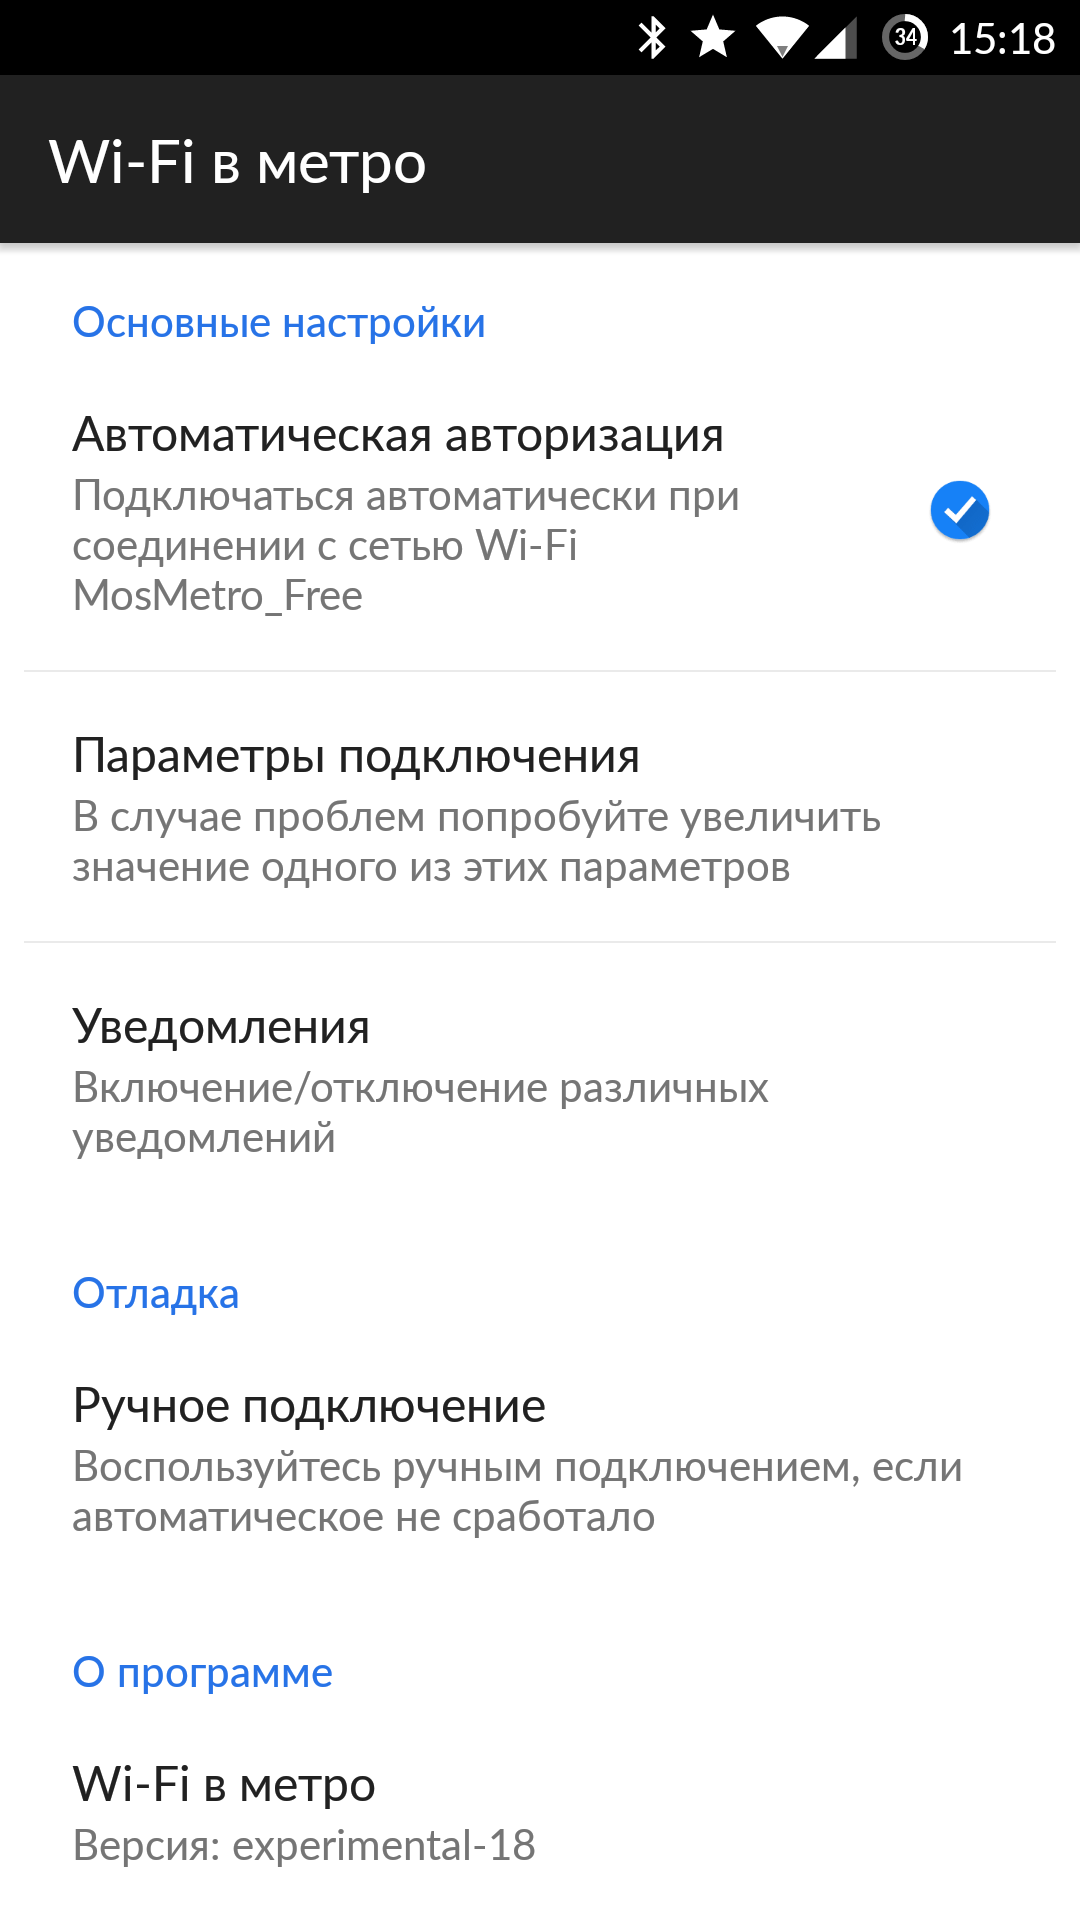 34 15:18
Wi-Fi в метро
Основные настройки
Автоматическая авторизация
Подключаться автоматически при
соединении с сетью Wi-Fi
MosMetro_Free
Параметры подключения
В случае проблем попробуйте увеличить
значение одного из этих параметров
Уведомления
Включение/отключение различных
уведомлений
Отладка
Ручное подключение
Воспользуйтесь ручным подключением, если
автоматическое не сработало
О программе
Wi-Fi в метро
Версия: experimental-18